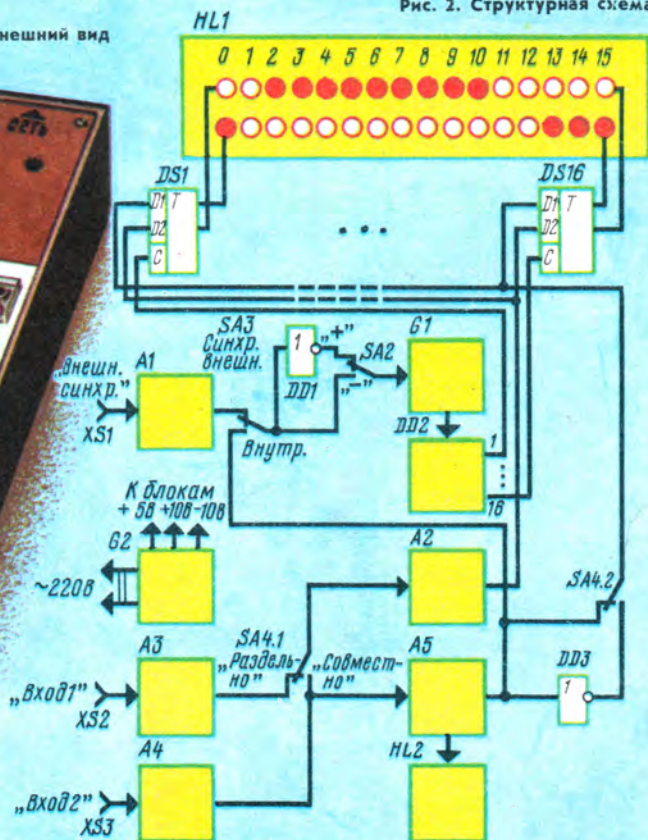 Рис. 2. Структурная схема
нешний вид
HL1
0 1 2 3 4 5 6 7 8 9 10 11 12 13 14 15
сеть
DS1
DS16
D1 T
D2
C
D1 T
D2
C
...
SA3
Синхр.
внешн.
1
DD1
"+"
SA2
"–"
G1
„Внешн.
синхр."
XS1
A1
Внутр.
DD2
1
16
К блокам
+5В +10В -10В
G2
~220В
A2
SA4.2
A3
SA4.1
„Раздель-
но"
„Совмест-
но"
A5
DD3
1
„Вход1"
XS2
A4
HL2
„Вход2"
XS3